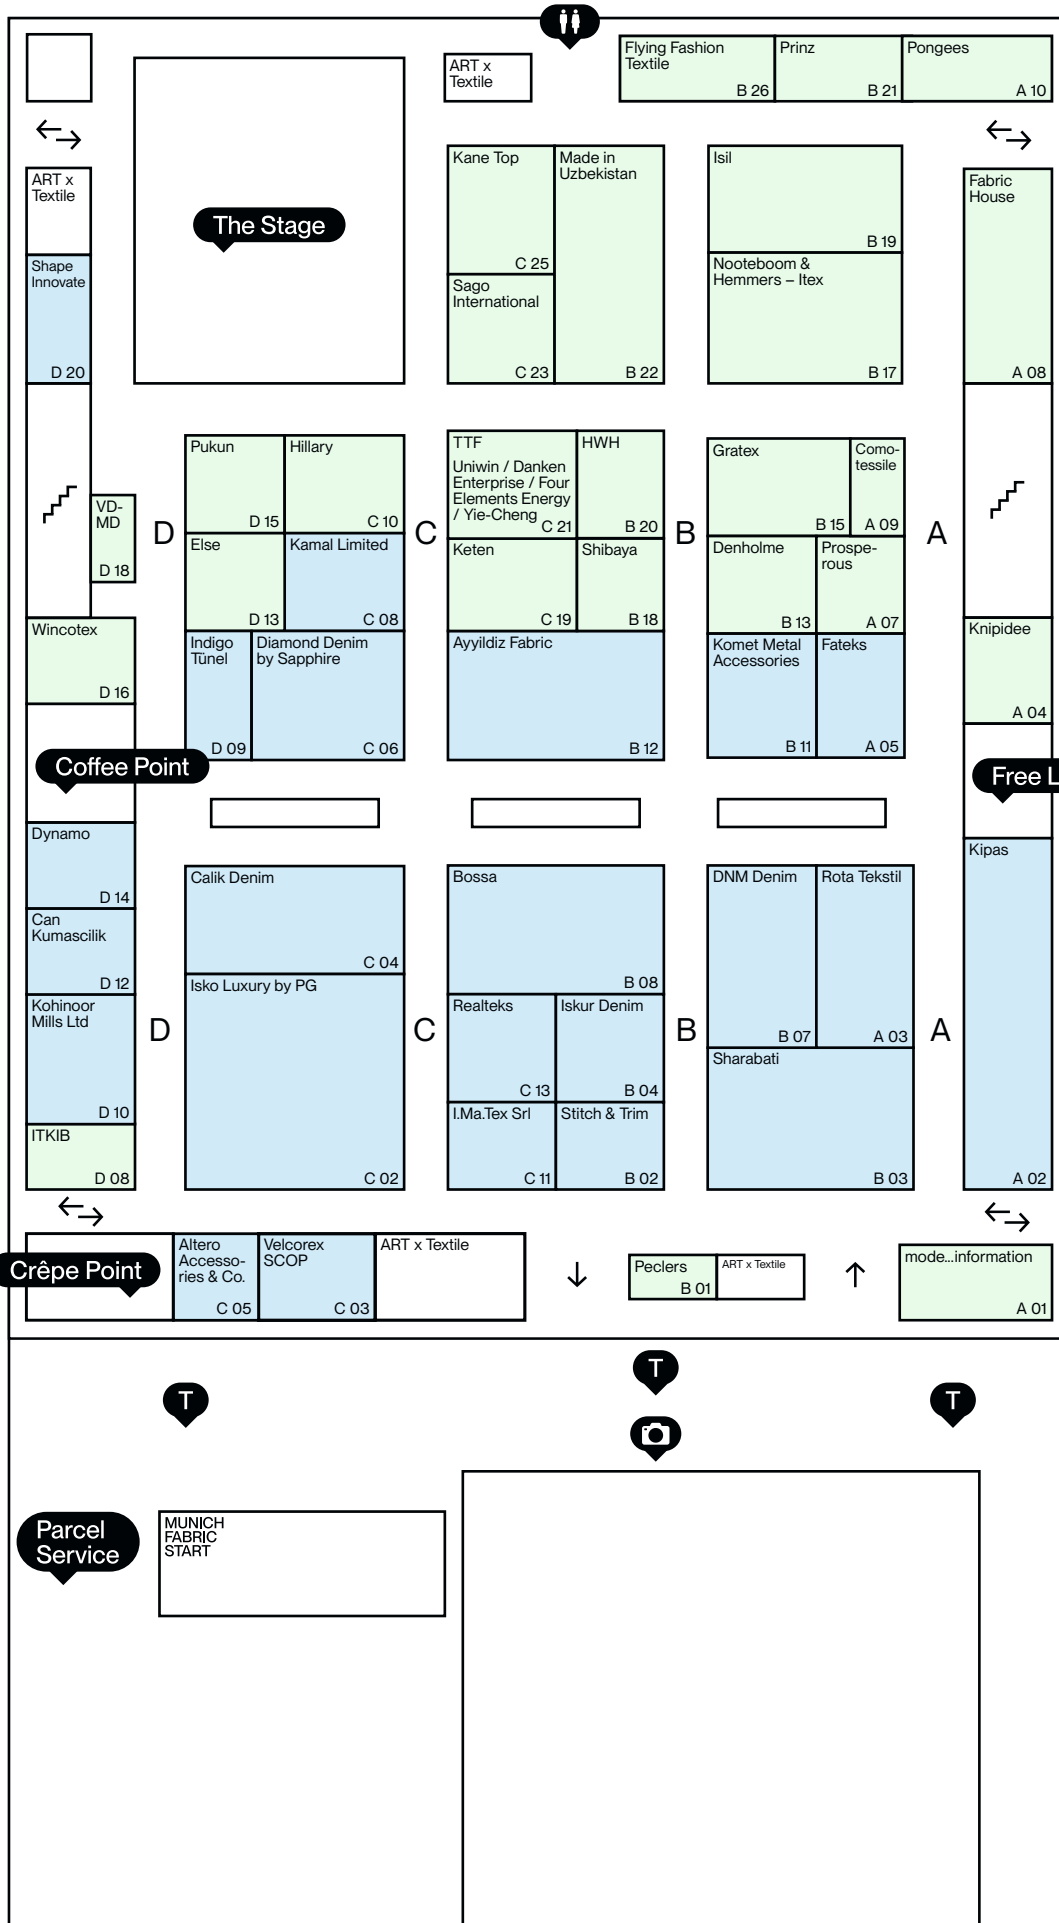 ART x
Textile
Flying Fashion
Textile
B 26
Prinz
B 21
Pongees
A 10
ART x
Textile
Shape
Innovate
D 20
The Stage
Kane Top
C 25
Made in
Uzbekistan
B 22
Sago
International
C 23
Isil
B 19
Nooteboom &
Hemmers – Itex
B 17
Fabric
House
A 08
VD-
MD
D 18
D
Pukun
D 15
Hillary
C 10
Else
D 13
Kamal Limited
C 08
Indigo
Tünel
D 09
Diamond Denim
by Sapphire
C 06
C
TTF
Uniwin / Danken
Enterprise / Four
Elements Energy
/ Yie-Cheng
C 21
HWH
B 20
Keten
C 19
Shibaya
B 18
Ayyildiz Fabric
B 12
B
Gratex
B 15
Como-
tessile
A 09
Denholme
B 13
Prospe-
rous
A 07
Komet Metal
Accessories
B 11
Fateks
A 05
A
Wincotex
D 16
Knipidee
A 04
Coffee Point
Free L
Dynamo
D 14
Can
Kumascilik
D 12
Kohinoor
Mills Ltd
D 10
ITKIB
D 08
D
Calik Denim
C 04
Isko Luxury by PG
C 02
C
Bossa
B 08
Realteks
C 13
Iskur Denim
B 04
I.Ma.Tex Srl
C 11
Stitch & Trim
B 02
B
DNM Denim
B 07
Rota Tekstil
A 03
Sharabati
B 03
A
Kipas
A 02
Crêpe Point
Altero
Accesso-
ries & Co.
C 05
Velcorex
SCOP
C 03
ART x Textile
Peclers
B 01
ART x Textile
mode...information
A 01
T
T
T
Parcel
Service
MUNICH
FABRIC
START